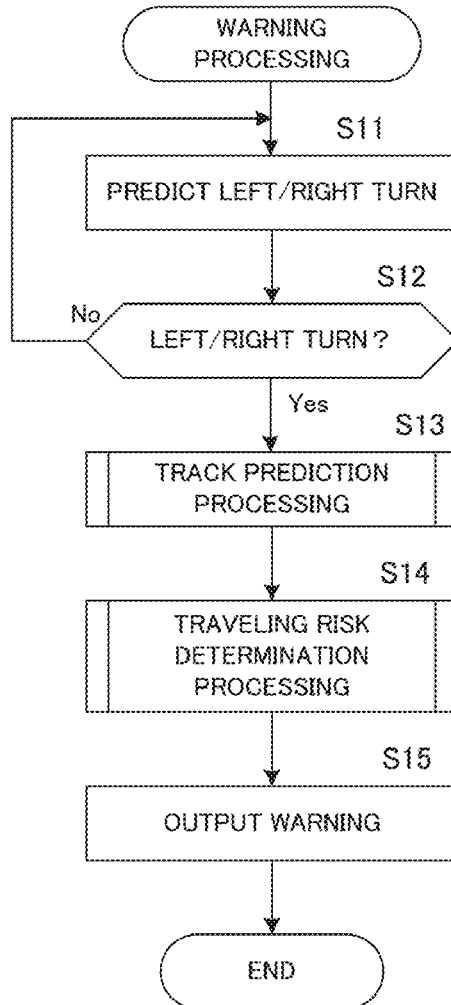 WARNING
PROCESSING
S11
PREDICT LEFT/RIGHT TURN
S12
No
LEFT/RIGHT TURN?
Yes
S13
TRACK PREDICTION
PROCESSING
S14
TRAVELING RISK
DETERMINATION
PROCESSING
S15
OUTPUT WARNING
END